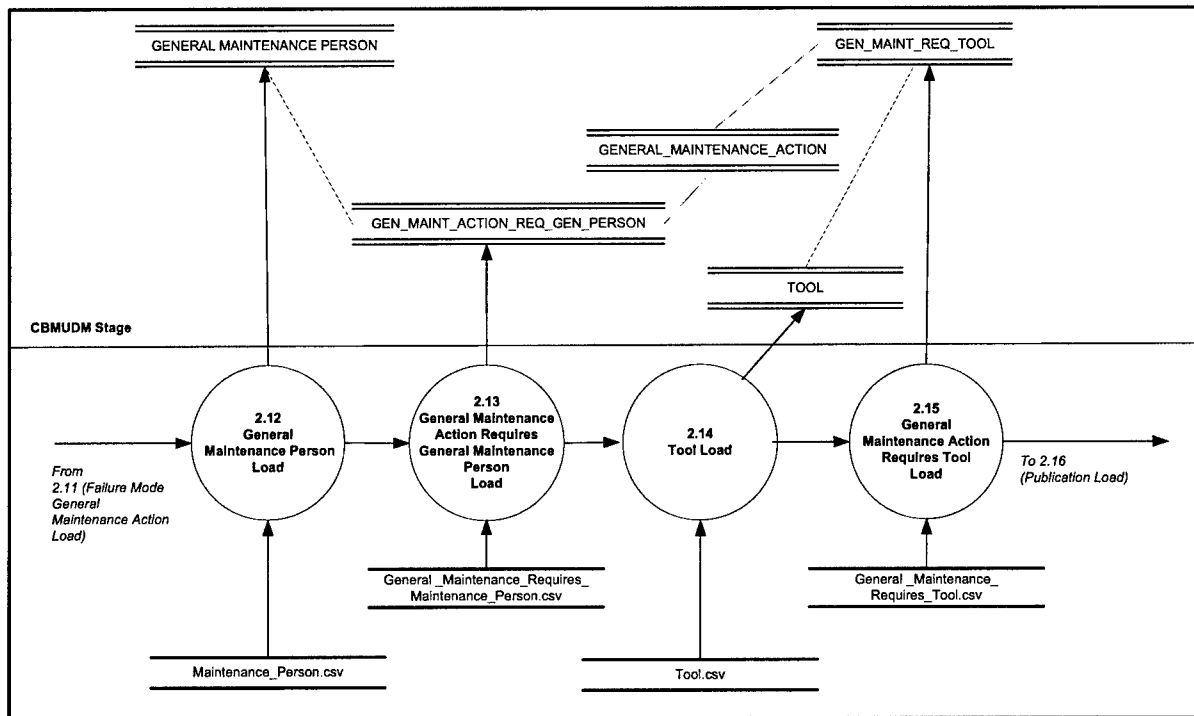 GENERAL MAINTENANCE PERSON
GEN_MAINT_REQ_TOOL
GENERAL_MAINTENANCE_ACTION
GEN_MAINT_ACTION_REQ_GEN_PERSON
TOOL
CBMUDM Stage
2.12
General
Maintenance Person
Load
2.13
General Maintenance
Action Requires
General Maintenance
Person
Load
2.14
Tool Load
2.15
General
Maintenance Action
Requires Tool
Load
From
2.11 (Failure Mode
General
Maintenance Action
Load)
To 2.16
(Publication Load)
General _Maintenance_Requires_
Maintenance_Person.csv
General _Maintenance_
Requires_Tool.csv
Maintenance_Person.csv
Tool.csv